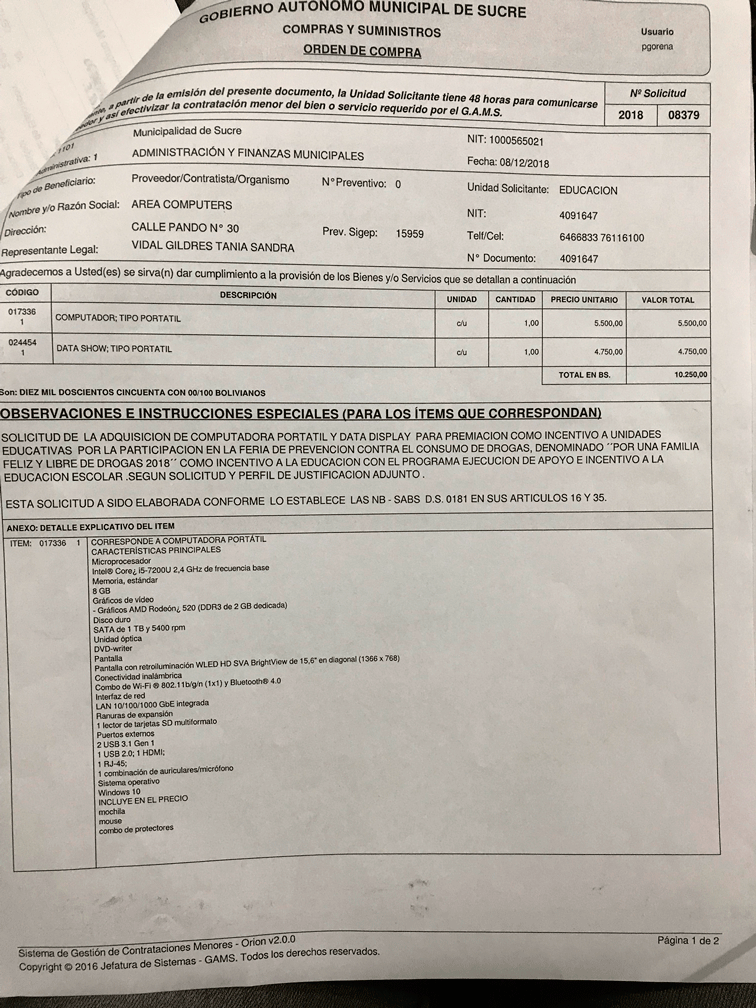 GOBIERNO AUTÓNOMO MUNICIPAL DE SUCRE
COMPRAS Y SUMINISTROS
ORDEN DE COMPRA
Usuario
pgorena
a partir de la emisión del presente documento, la Unidad Solicitante tiene 48 horas para comunicarse
y así efectivizar la contratación menor del bien o servicio requerido por el G.A.M.S.
Nº Solicitud
2018 08379
1101 Municipalidad de Sucre NIT: 1000565021
Administrativa: 1 ADMINISTRACIÓN Y FINANZAS MUNICIPALES Fecha: 08/12/2018
Tipo de Beneficiario: Proveedor/Contratista/Organismo N° Preventivo: 0 Unidad Solicitante: EDUCACION
Nombre y/o Razón Social: AREA COMPUTERS NIT: 4091647
Dirección: CALLE PANDO N° 30 Prev. Sigep: 15959 Telf/Cel: 6466833 76116100
Representante Legal: VIDAL GILDRES TANIA SANDRA N° Documento: 4091647
Agradecemos a Usted(es) se sirva(n) dar cumplimiento a la provisión de los Bienes y/o Servicios que se detallan a continuación
CÓDIGO DESCRIPCIÓN UNIDAD CANTIDAD PRECIO UNITARIO VALOR TOTAL
017336 1 COMPUTADOR; TIPO PORTATIL c/u 1,00 5.500,00 5.500,00
024454 1 DATA SHOW; TIPO PORTATIL c/u 1,00 4.750,00 4.750,00
TOTAL EN BS. 10.250,00
Son: DIEZ MIL DOSCIENTOS CINCUENTA CON 00/100 BOLIVIANOS
OBSERVACIONES E INSTRUCCIONES ESPECIALES (PARA LOS ÍTEMS QUE CORRESPONDAN)
SOLICITUD DE LA ADQUISICION DE COMPUTADORA PORTATIL Y DATA DISPLAY PARA PREMIACION COMO INCENTIVO A UNIDADES
EDUCATIVAS POR LA PARTICIPACION EN LA FERIA DE PREVENCION CONTRA EL CONSUMO DE DROGAS, DENOMINADO ´´POR UNA FAMILIA
FELIZ Y LIBRE DE DROGAS 2018´´ COMO INCENTIVO A LA EDUCACION CON EL PROGRAMA EJECUCION DE APOYO E INCENTIVO A LA
EDUCACION ESCOLAR .SEGUN SOLICITUD Y PERFIL DE JUSTIFICACION ADJUNTO .
ESTA SOLICITUD A SIDO ELABORADA CONFORME LO ESTABLECE LAS NB - SABS D.S. 0181 EN SUS ARTICULOS 16 Y 35.
ANEXO: DETALLE EXPLICATIVO DEL ITEM
ITEM: 017336 1 CORRESPONDE A COMPUTADORA PORTÁTIL
CARACTERÍSTICAS PRINCIPALES
Microprocesador
Intel® Core¿ i5-7200U 2,4 GHz de frecuencia base
Memoria, estándar
8 GB
Gráficos de vídeo
- Gráficos AMD Rodeón¿ 520 (DDR3 de 2 GB dedicada)
Disco duro
SATA de 1 TB y 5400 rpm
Unidad óptica
DVD-writer
Pantalla
Pantalla con retroiluminación WLED HD SVA BrightView de 15,6" en diagonal (1366 x 768)
Conectividad inalámbrica
Combo de Wi-Fi ® 802.11b/g/n (1x1) y Bluetooth® 4.0
Interfaz de red
LAN 10/100/1000 GbE integrada
Ranuras de expansión
1 lector de tarjetas SD multiformato
Puertos externos
2 USB 3.1 Gen 1
1 USB 2.0; 1 HDMI;
1 RJ-45;
1 combinación de auriculares/micrófono
Sistema operativo
Windows 10
INCLUYE EN EL PRECIO
mochila
mouse
combo de protectores
Sistema de Gestión de Contrataciones Menores - Orion v2.0.0
Copyright © 2016 Jefatura de Sistemas - GAMS. Todos los derechos reservados.
Página 1 de 2